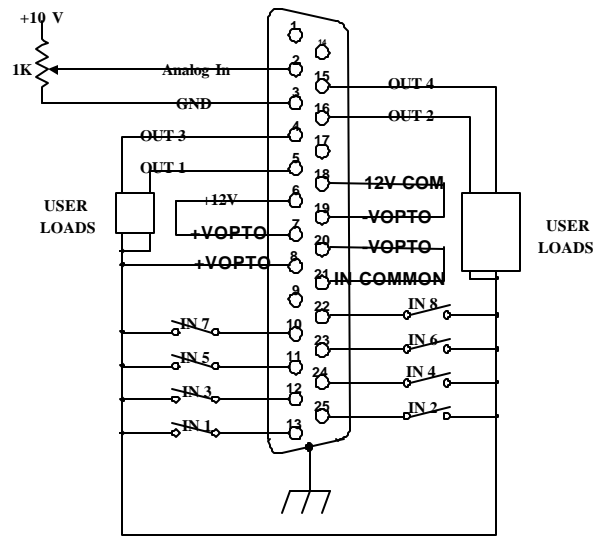 +10 V
1
14
1K
2
Analog In
15
OUT 4
3
GND
16
OUT 2
4
OUT 3
17
5
OUT 1
18
12V COM
6
+12V
19
-VOPTO
USER
LOADS
7
+VOPTO
20
-VOPTO
USER
LOADS
8
+VOPTO
21
IN COMMON
9
22
IN 8
10
IN 7
23
IN 6
11
IN 5
24
IN 4
12
IN 3
25
IN 2
13
IN 1